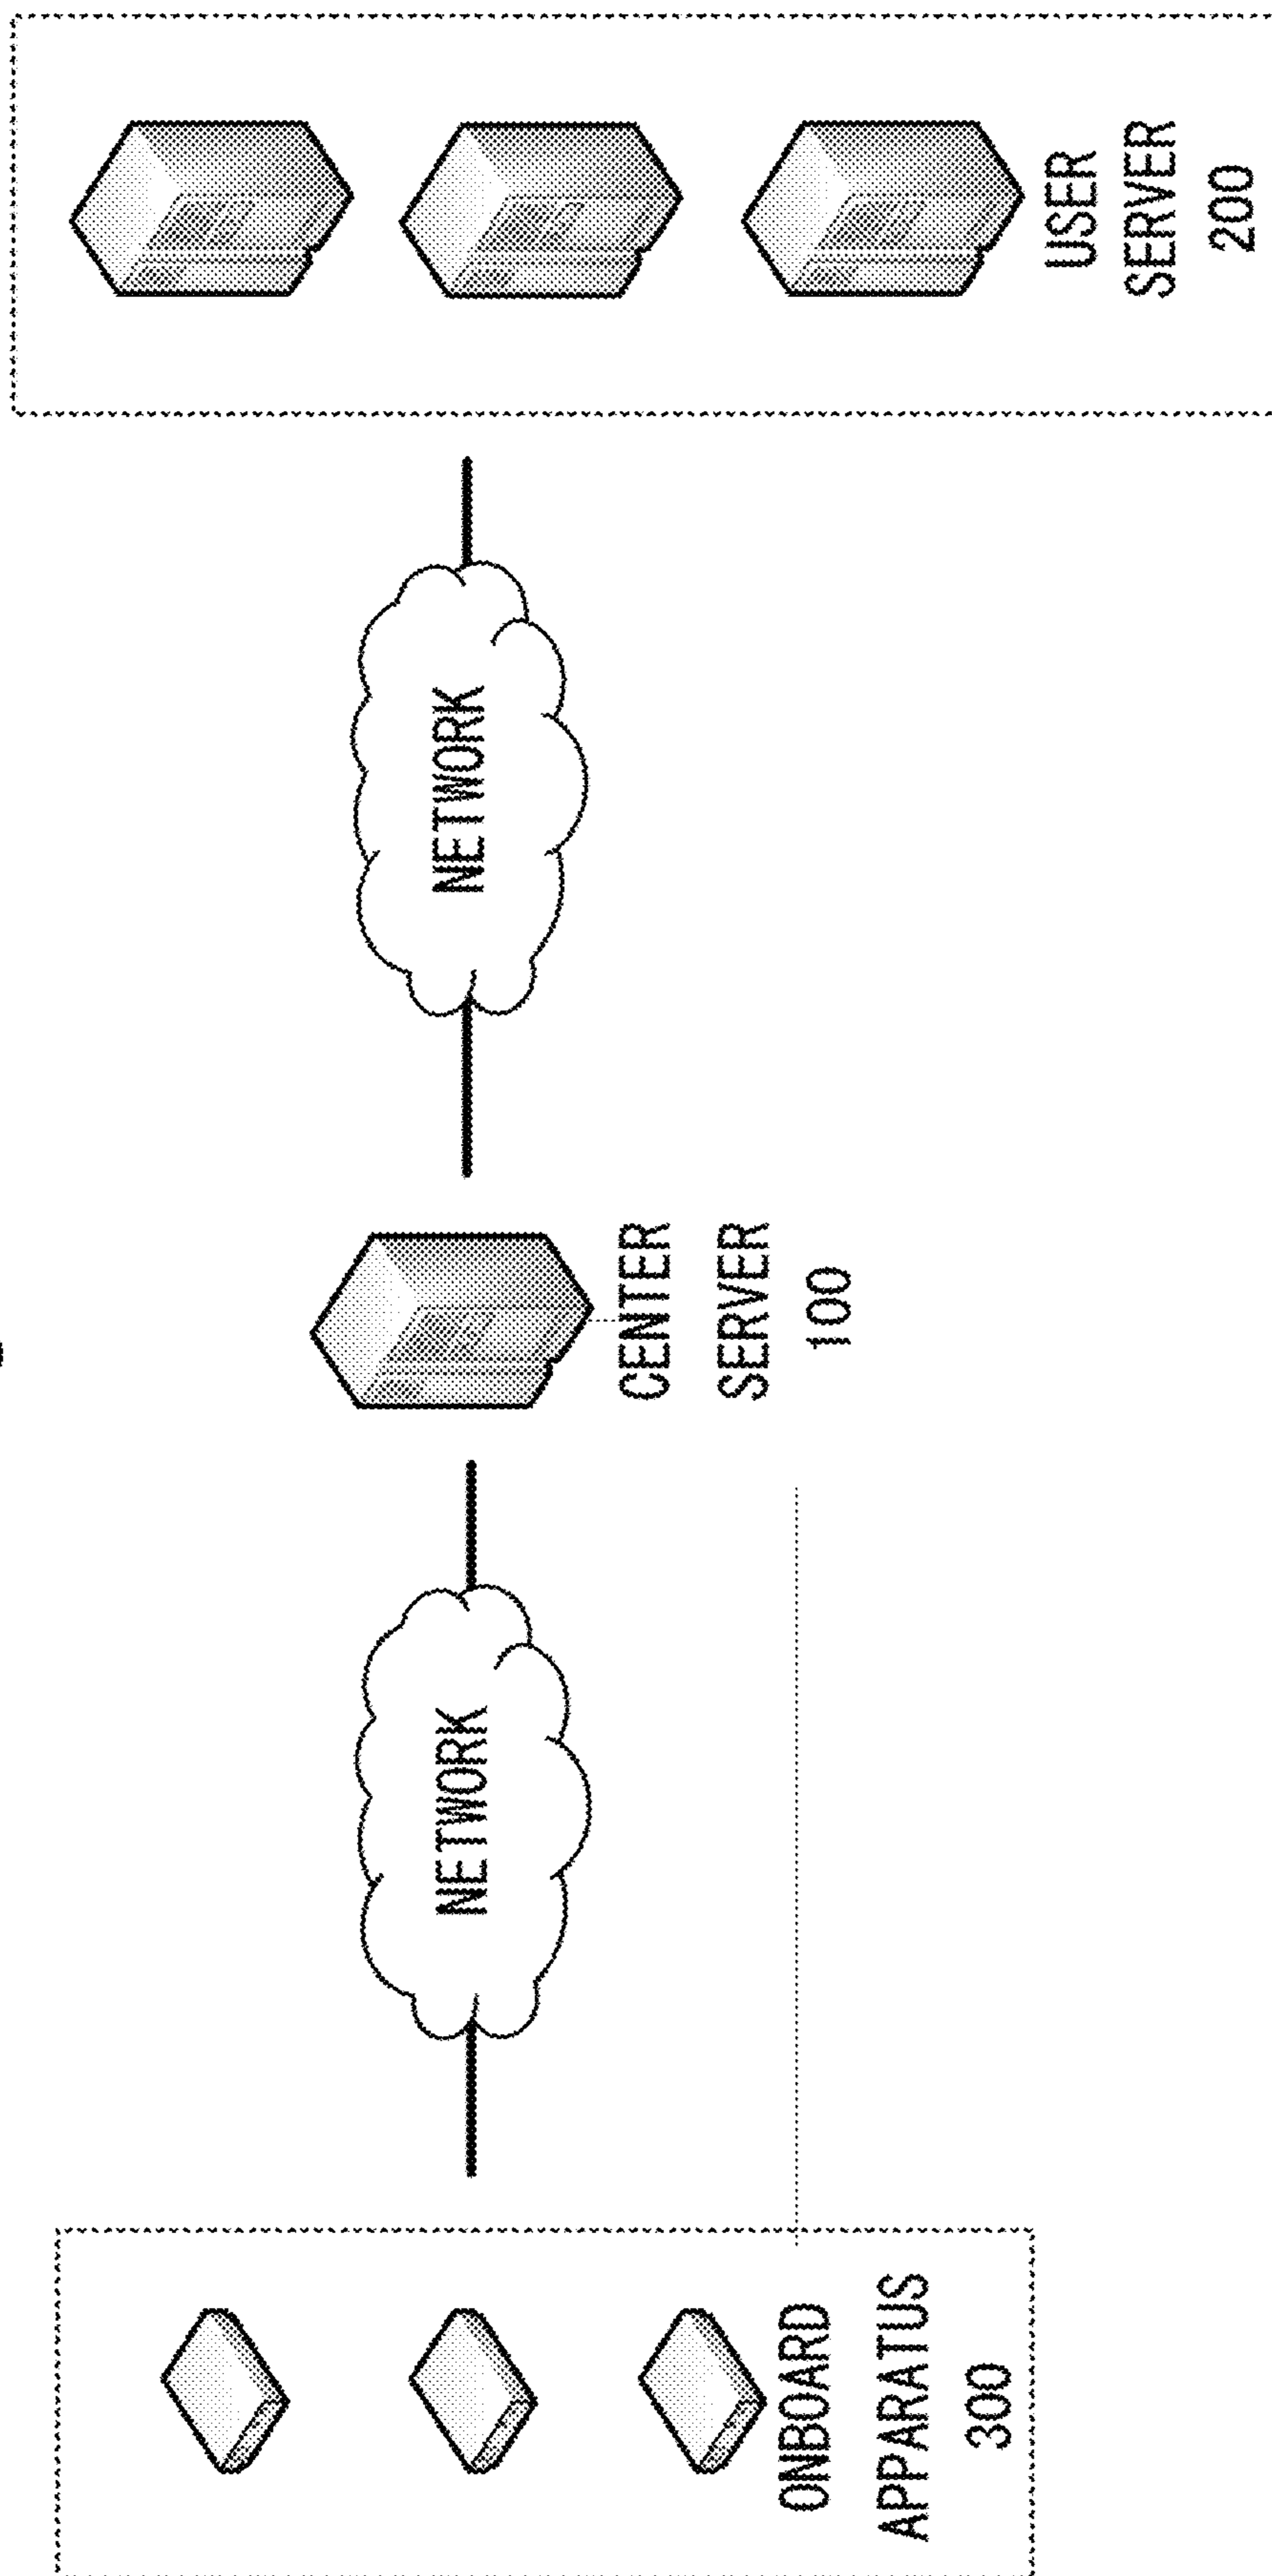 NETWORK
NETWORK
ONBOARD
APPARATUS
300
CENTER
SERVER
100
USER
SERVER
200